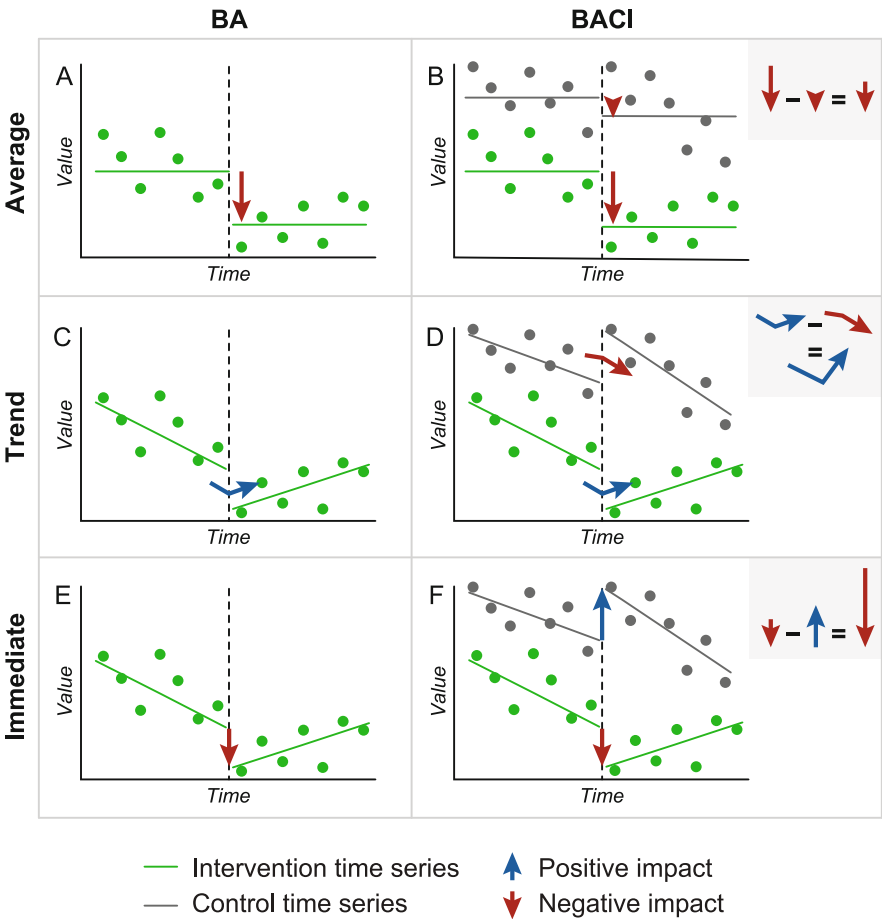 BA
BACI
Average
A
Value
Time
B
Value
Time
– =
Trend
C
Value
Time
D
Value
Time
–
=
Immediate
E
Value
Time
F
Value
Time
– =
Intervention time series
Positive impact
Control time series
Negative impact